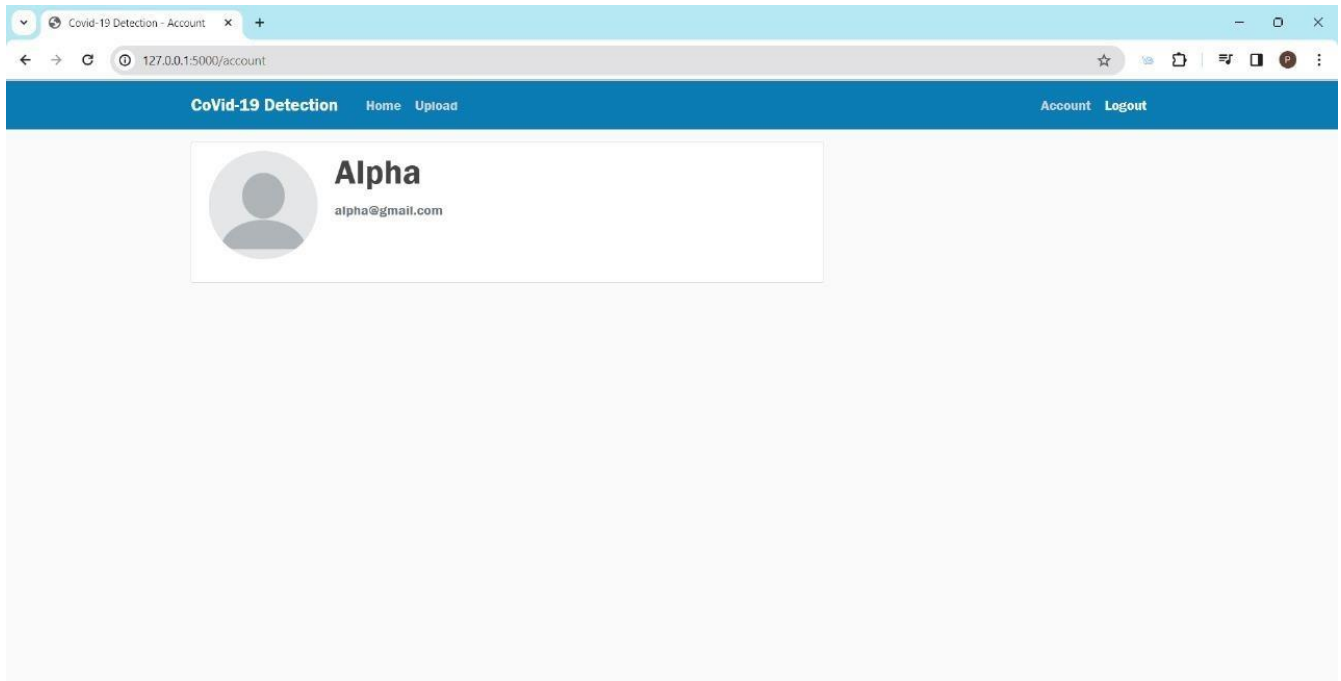 Covid-19 Detection - Account
127.0.0.1:5000/account
P
CoVid-19 Detection Home Upload Account Logout
Alpha
alpha@gmail.com